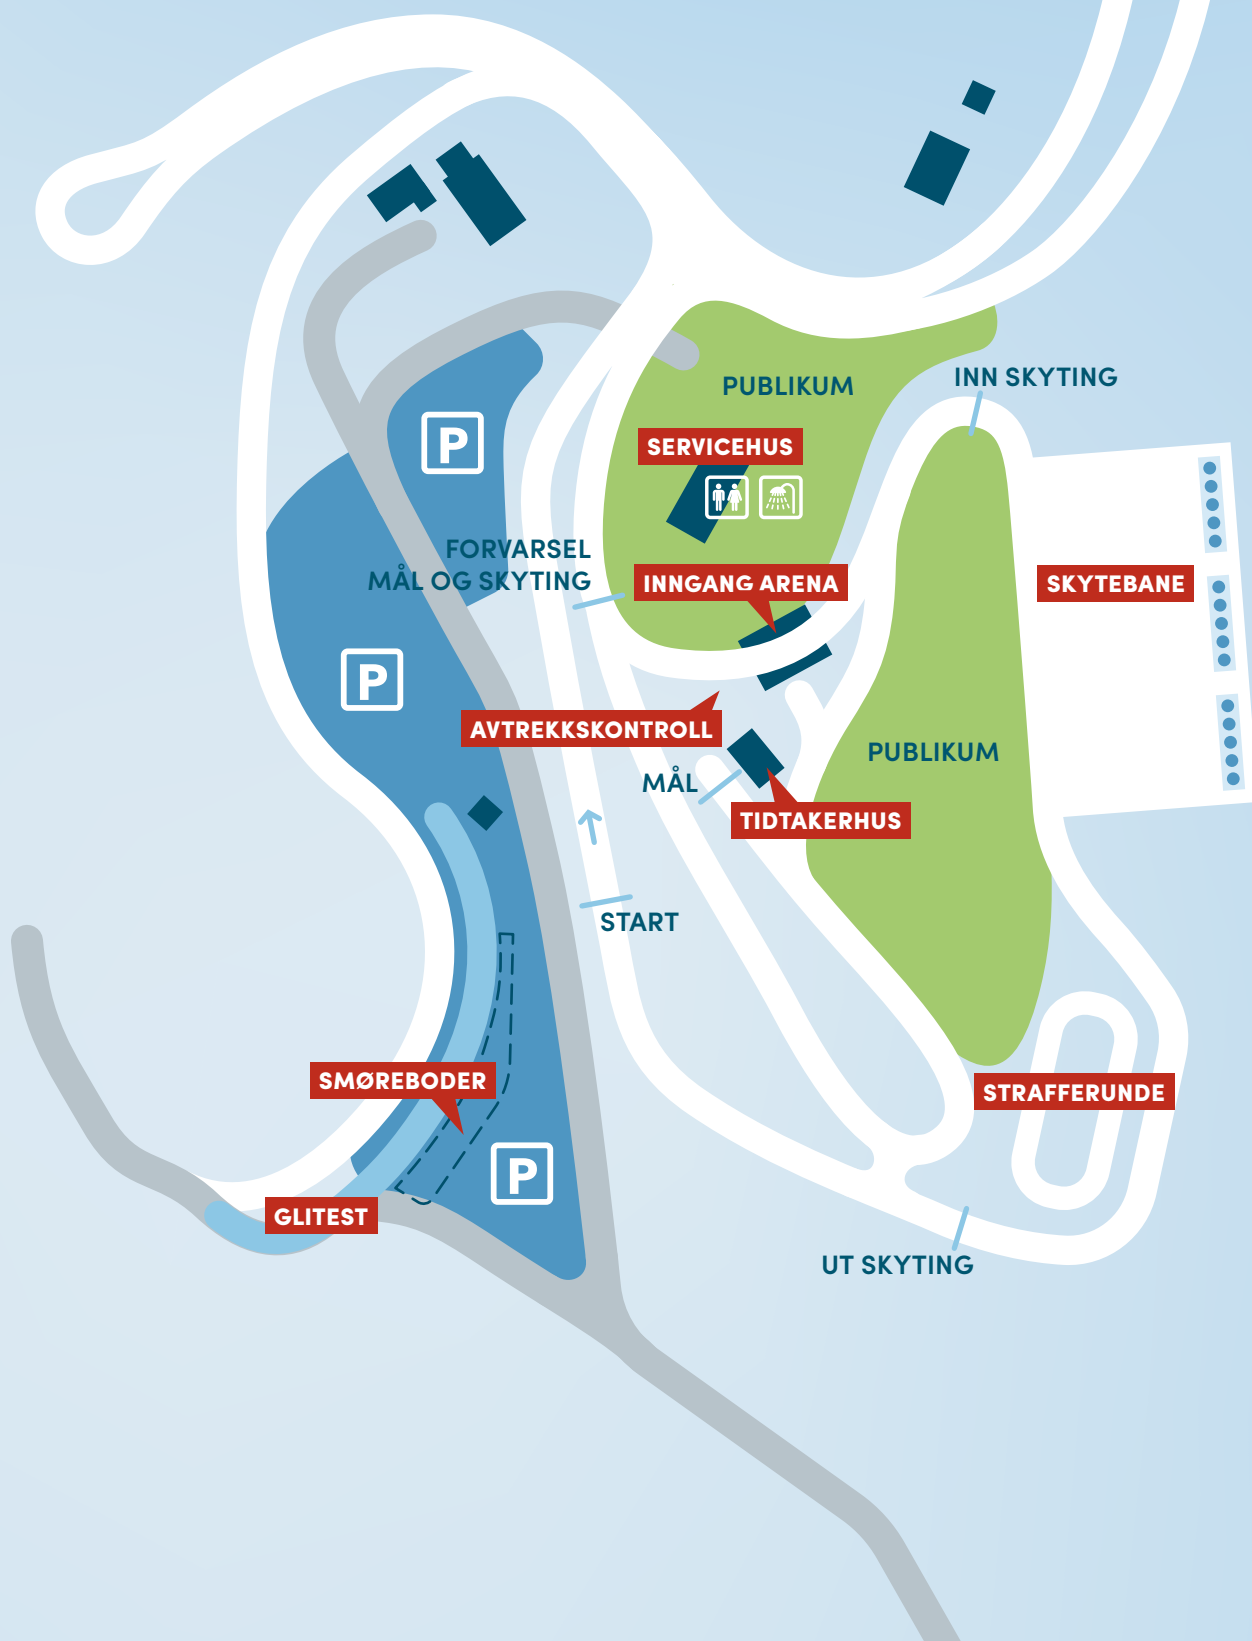 PUBLIKUM
INN SKYTING
P
SERVICEHUS
FORVARSEL
MÅL OG SKYTING
INNGANG ARENA
SKYTEBANE
P
AVTREKKSKONTROLL
PUBLIKUM
MÅL
TIDTAKERHUS
START
SMØREBODER
STRAFFERUNDE
P
GLITEST
UT SKYTING